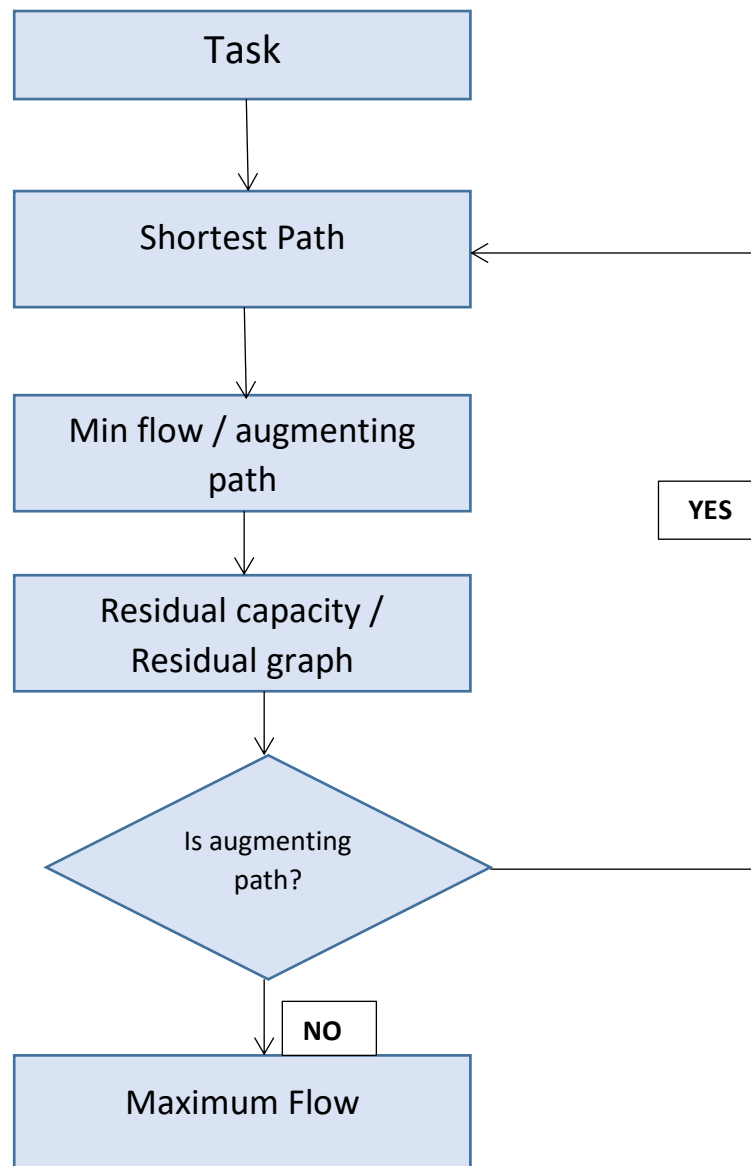 Task
Shortest Path
Min flow / augmenting
path
YES
Residual capacity /
Residual graph
Is augmenting
path?
NO
Maximum Flow